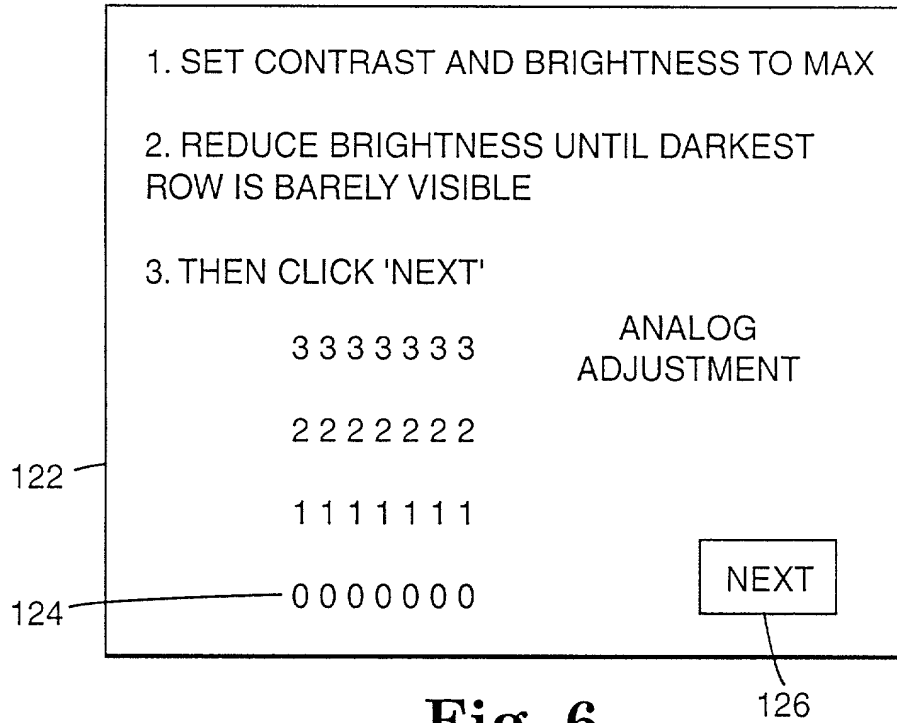 1. SET CONTRAST AND BRIGHTNESS TO MAX
2. REDUCE BRIGHTNESS UNTIL DARKEST
ROW IS BARELY VISIBLE
3. THEN CLICK 'NEXT'
3 3 3 3 3 3 3
ANALOG
ADJUSTMENT
2 2 2 2 2 2 2
122
1 1 1 1 1 1 1
NEXT
124
0 0 0 0 0 0 0
126
Fig. 6